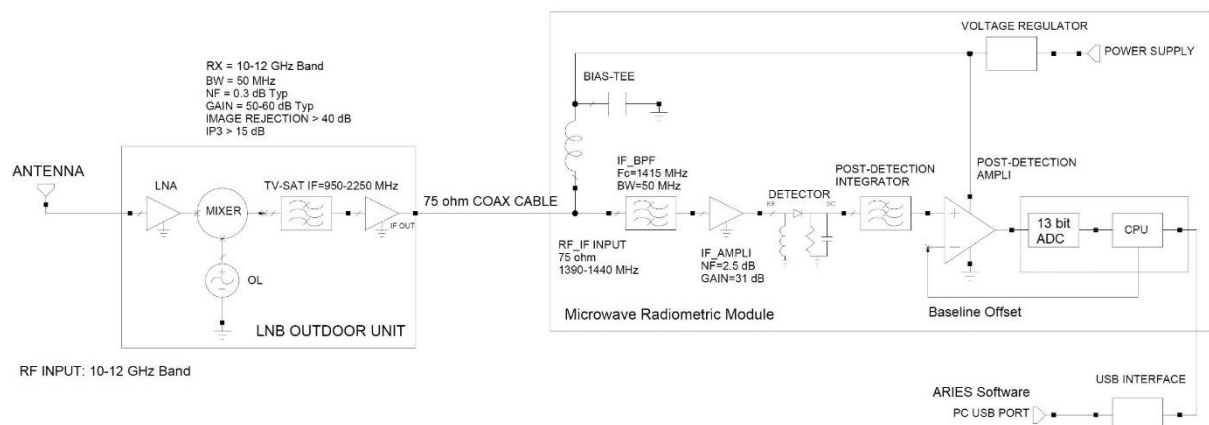 VOLTAGE REGULATOR
POWER SUPPLY
RX = 10-12 GHz Band
BW = 50 MHz
NF = 0.3 dB Typ
GAIN = 50-60 dB Typ
IMAGE REJECTION > 40 dB
IP3 > 15 dB
BIAS-TEE
ANTENNA
LNA
MIXER
TV-SAT IF=950-2250 MHz
IF OUT
OL
LNB OUTDOOR UNIT
RF INPUT: 10-12 GHz Band
75 ohm COAX CABLE
IF_BPF
Fc=1415 MHz
BW=50 MHz
RF_IF INPUT
75 ohm
1390-1440 MHz
IF_AMPLI
NF=2.5 dB
GAIN=31 dB
DETECTOR
RF
DC
POST-DETECTION
INTEGRATOR
POST-DETECTION
AMPLI
13 bit
ADC
CPU
Baseline Offset
Microwave Radiometric Module
ARIES Software
PC USB PORT
USB INTERFACE